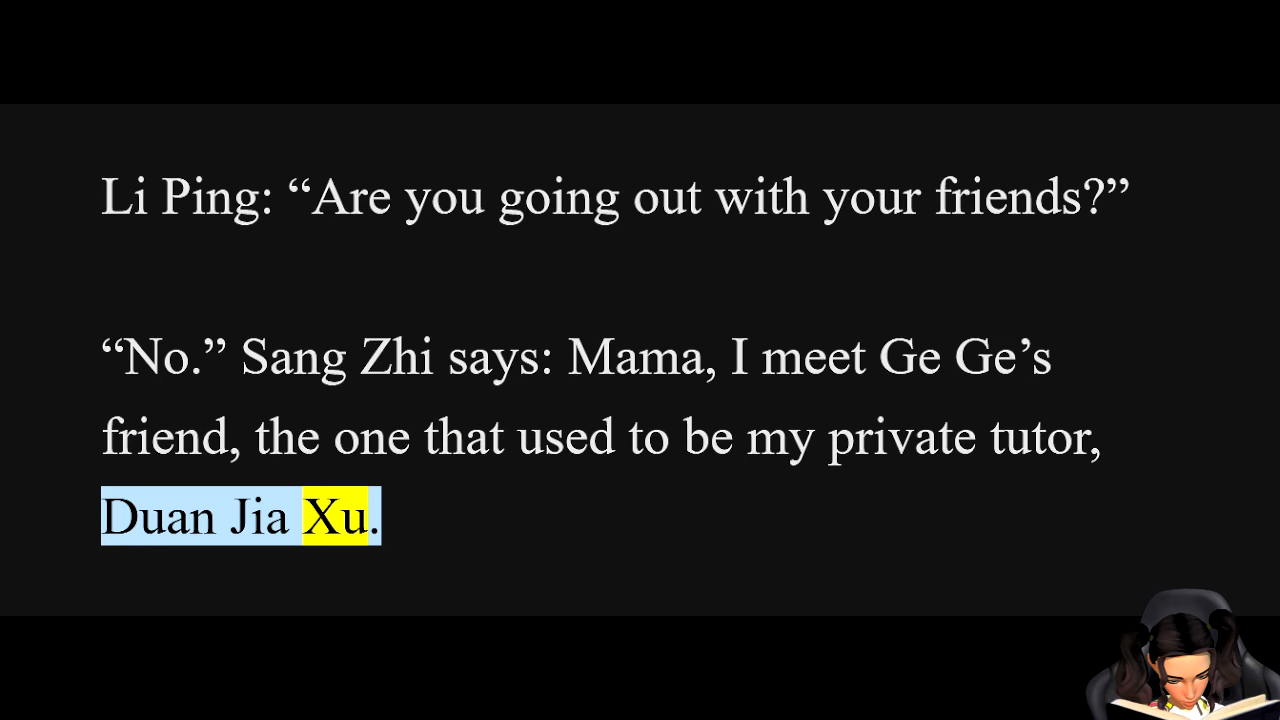 Li Ping: “Are you going out with your friends?”
“No.” Sang Zhi says: Mama, I meet Ge Ge’s
friend, the one that used to be my private tutor,
Duan Jia Xu.